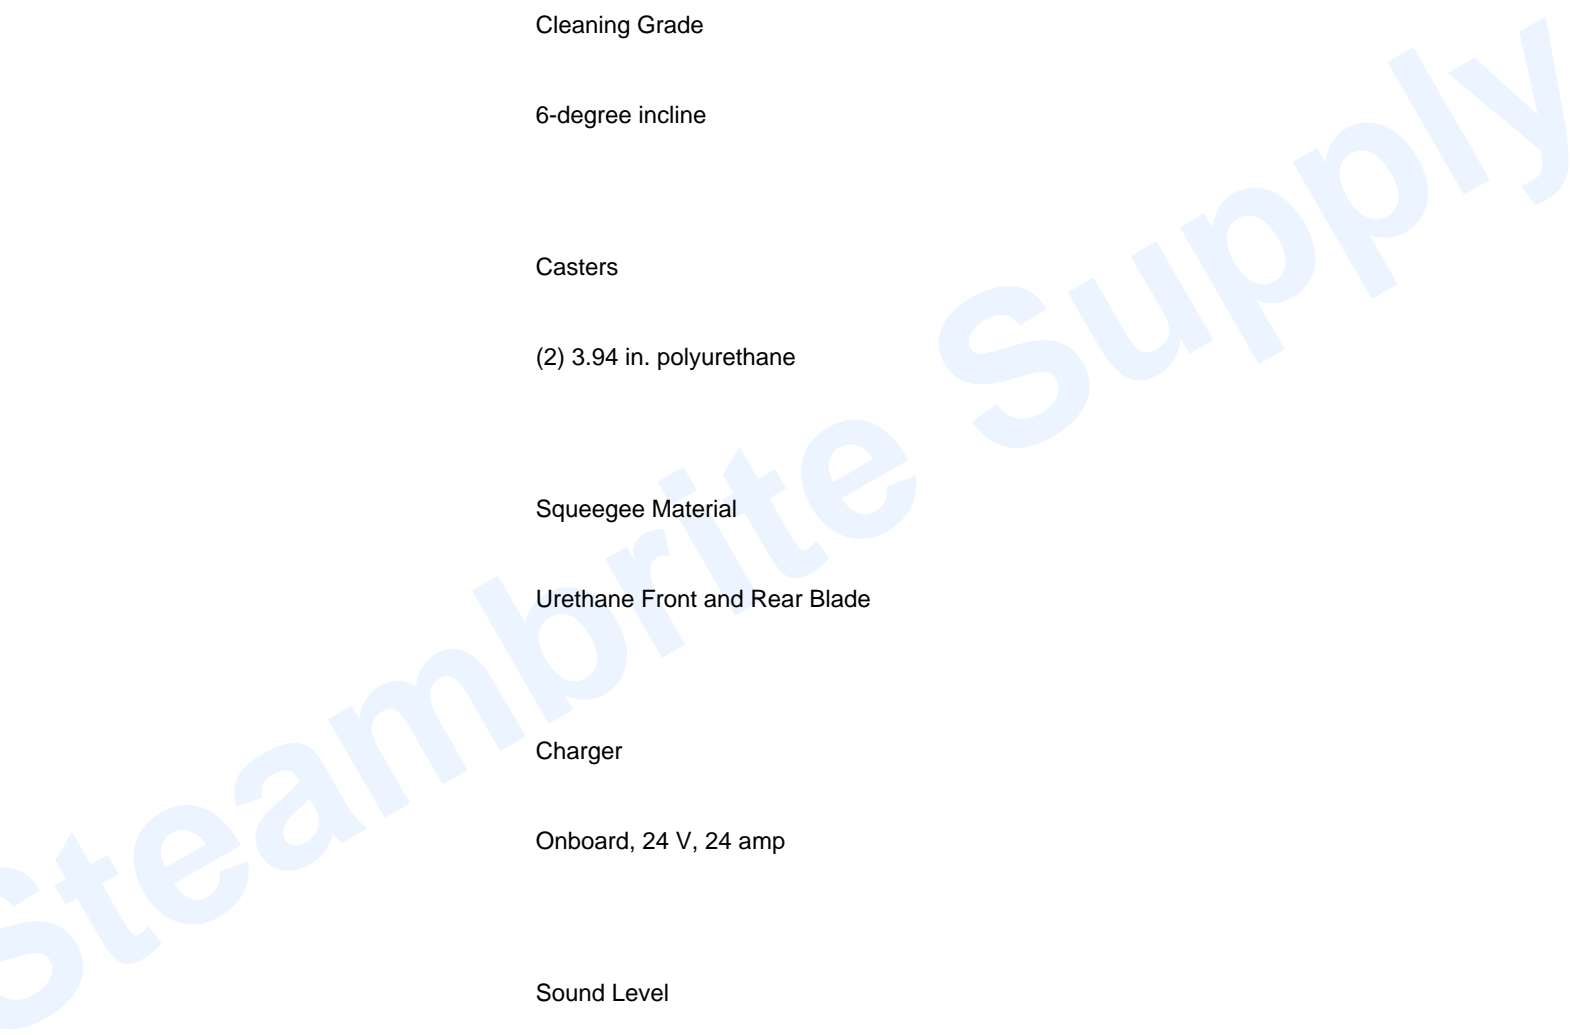 Cleaning Grade
6-degree incline
Casters
(2) 3.94 in. polyurethane
Squeegee Material
Urethane Front and Rear Blade
Charger
Onboard, 24 V, 24 amp
Sound Level
Steambrite Supply